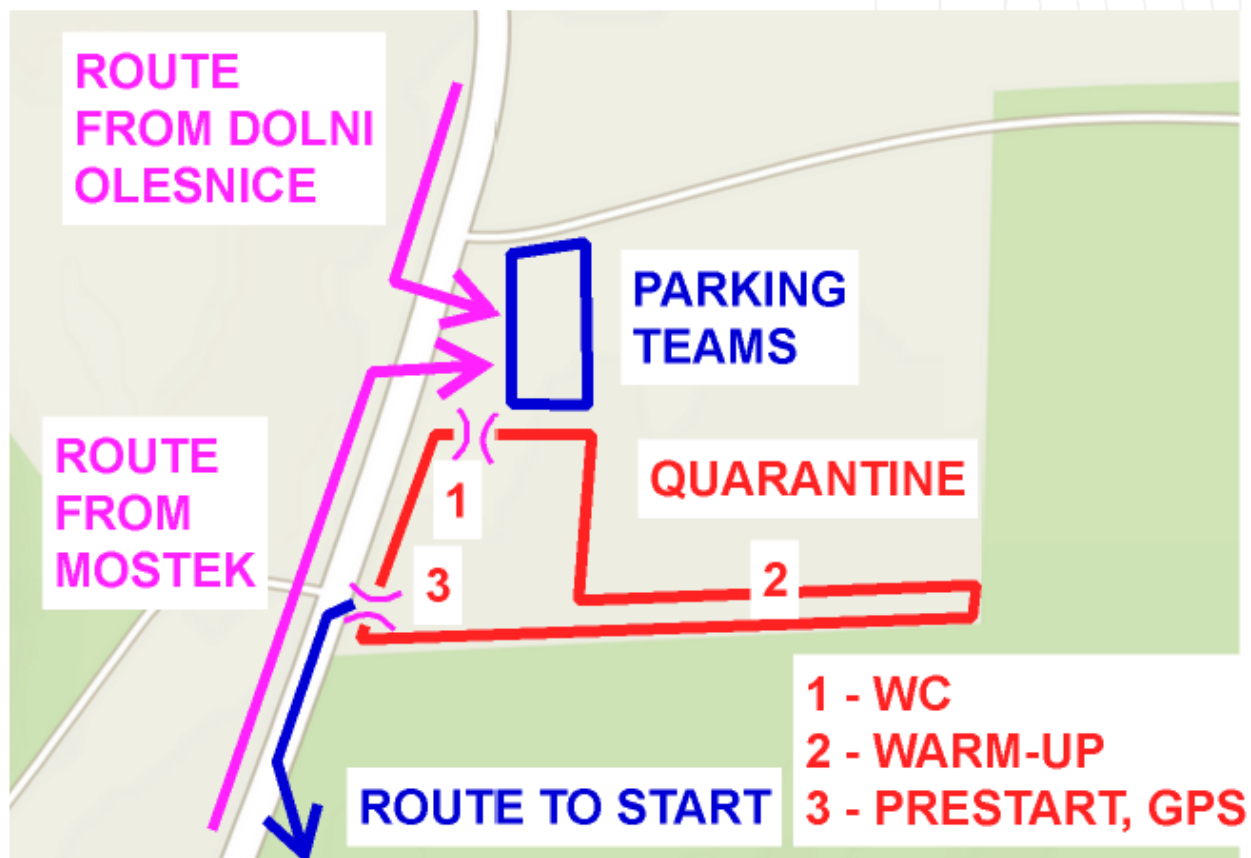 ROUTE
FROM DOLNI
OLESNICE
PARKING
TEAMS
ROUTE
FROM
MOSTEK
QUARANTINE
1
2
3
1 - WC
2 - WARM-UP
3 - PRESTART, GPS
ROUTE TO START